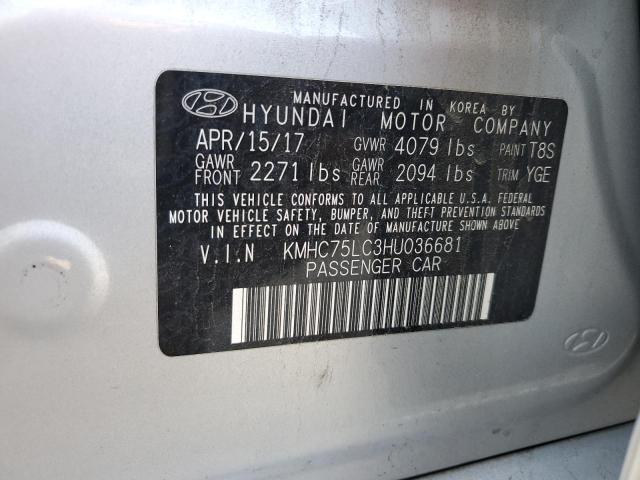 MANUFACTURED IN KOREA BY
HYUNDAI MOTOR COMPANY
APR/15/17 GVWR 4079 lbs PAINT T8S
GAWR FRONT 2271 lbs GAWR REAR 2094 lbs TRIM YGE
THIS VEHICLE CONFORMS TO ALL APPLICABLE U.S.A. FEDERAL
MOTOR VEHICLE SAFETY, BUMPER, AND THEFT PREVENTION STANDARDS
IN EFFECT ON THE DATE OF MANUFACTURE SHOWN ABOVE
V.I.N KMHC75LC3HU036681
PASSENGER CAR